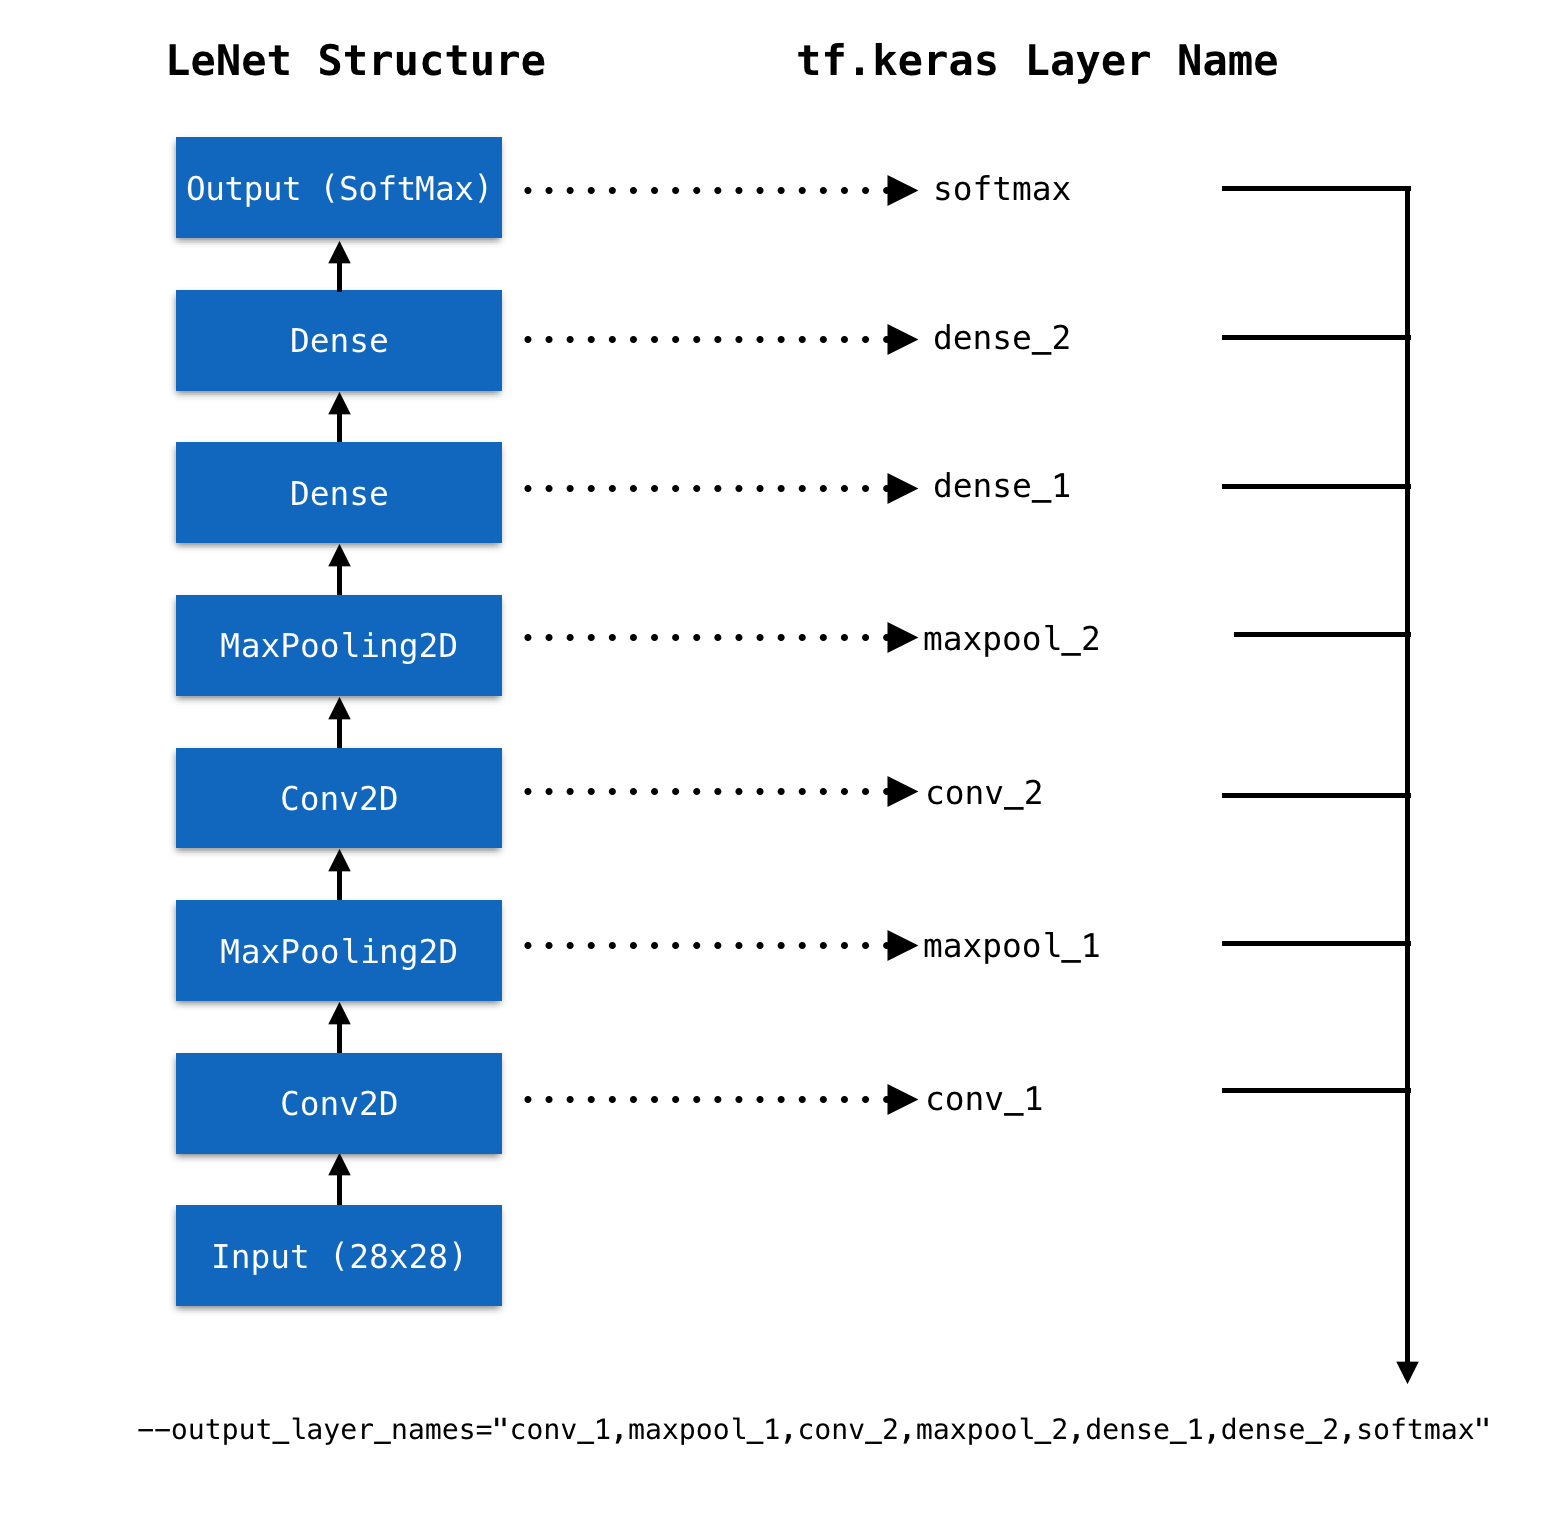 LeNet Structure
tf.keras Layer Name
Output (SoftMax)
softmax
Dense
dense_2
Dense
dense_1
MaxPooling2D
maxpool_2
Conv2D
conv_2
MaxPooling2D
maxpool_1
Conv2D
conv_1
Input (28x28)
--output_layer_names="conv_1,maxpool_1,conv_2,maxpool_2,dense_1,dense_2,softmax"